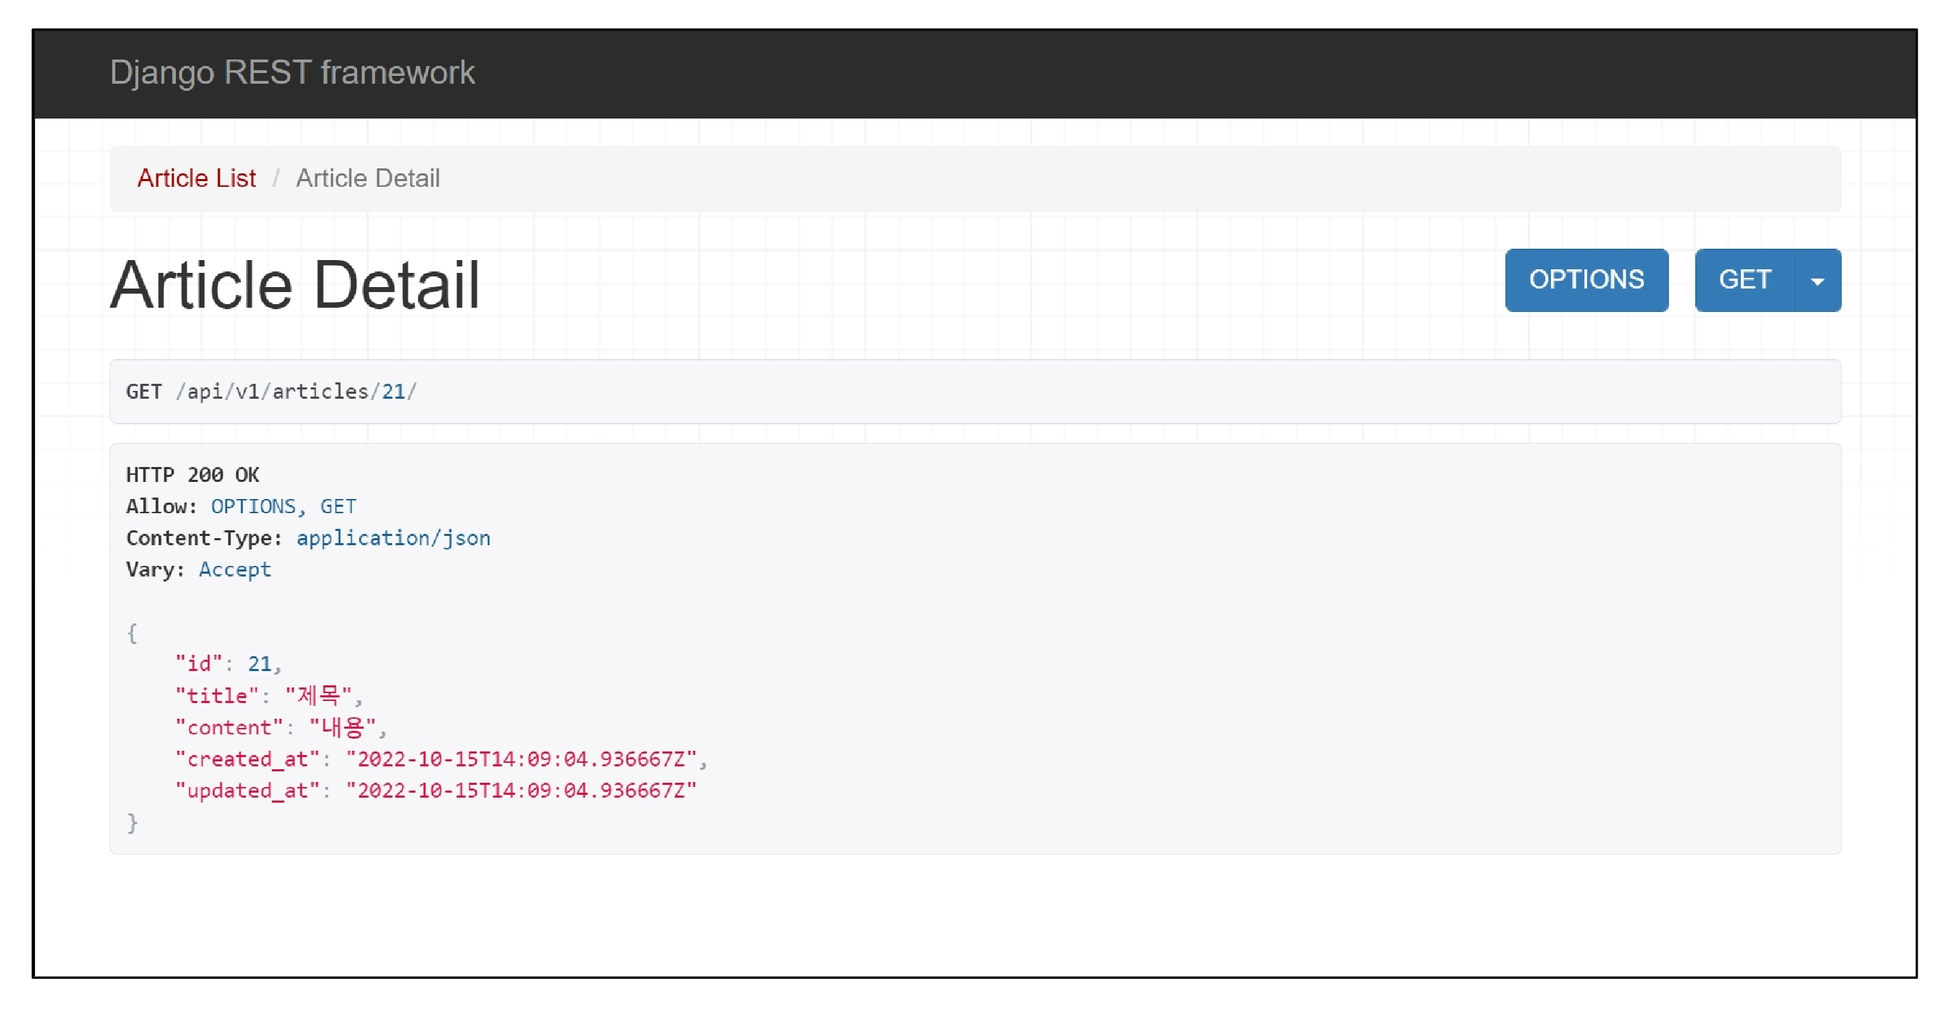 Django REST framework
Article List / Article Detail
Article Detail
OPTIONS GET
GET /api/v1/articles/21/
HTTP 200 OK
Allow: OPTIONS, GET
Content-Type: application/json
Vary: Accept
{
    "id": 21,
    "title": "제목",
    "content": "내용",
    "created_at": "2022-10-15T14:09:04.936667Z",
    "updated_at": "2022-10-15T14:09:04.936667Z"
}